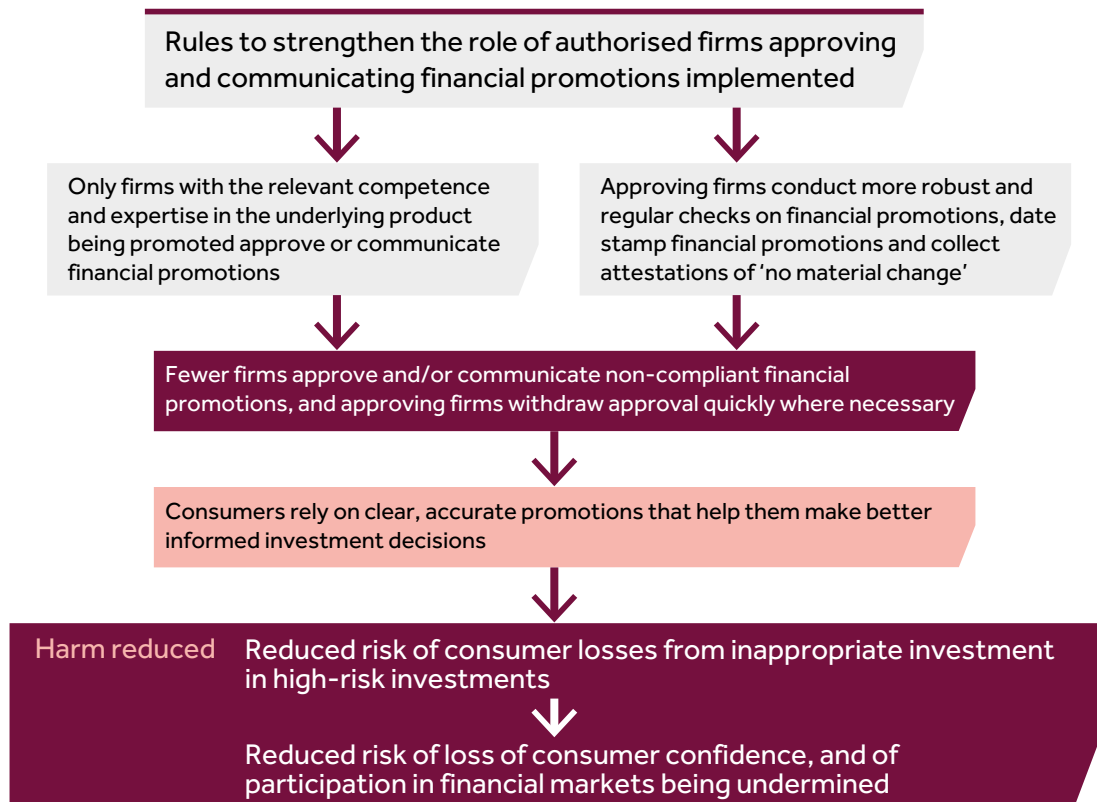 Rules to strengthen the role of authorised firms approving
and communicating financial promotions implemented
Only firms with the relevant competence
and expertise in the underlying product
being promoted approve or communicate
financial promotions
Approving firms conduct more robust and
regular checks on financial promotions, date
stamp financial promotions and collect
attestations of ‘no material change’
Fewer firms approve and/or communicate non-compliant financial
promotions, and approving firms withdraw approval quickly where necessary
Consumers rely on clear, accurate promotions that help them make better
informed investment decisions
Harm reduced
Reduced risk of consumer losses from inappropriate investment
in high-risk investments
Reduced risk of loss of consumer confidence, and of
participation in financial markets being undermined